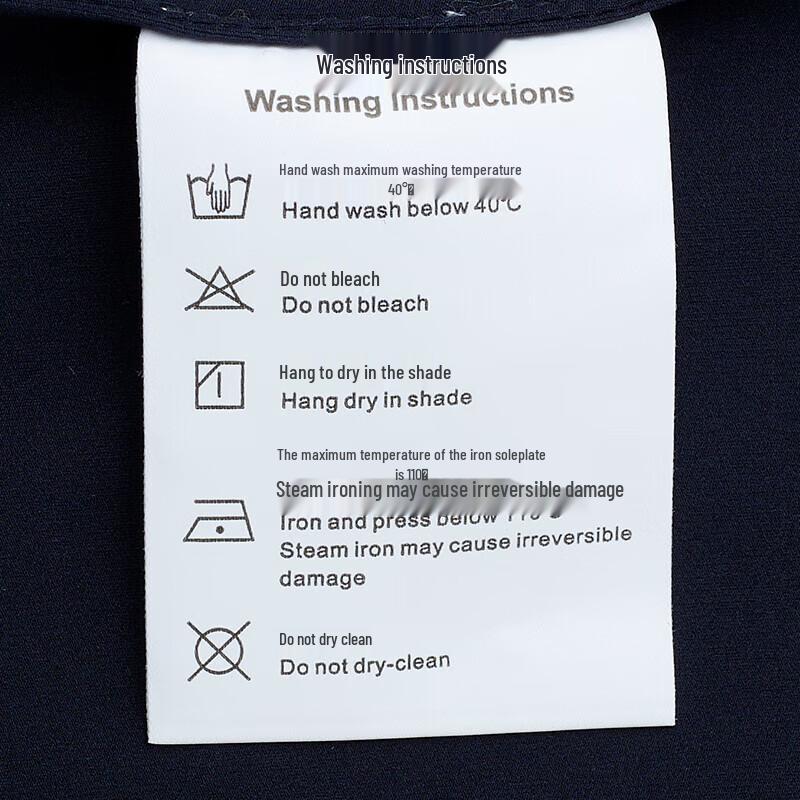 Washing instructions
Washing Instructions
Hand wash maximum washing temperature
40°
Hand wash below 40°C
Do not bleach
Do not bleach
Hang to dry in the shade
Hang dry in shade
The maximum temperature of the iron soleplate
is 110
Steam ironing may cause irreversible damage
Iron and press below
Steam iron may cause irreversible
damage
Do not dry clean
Do not dry-clean